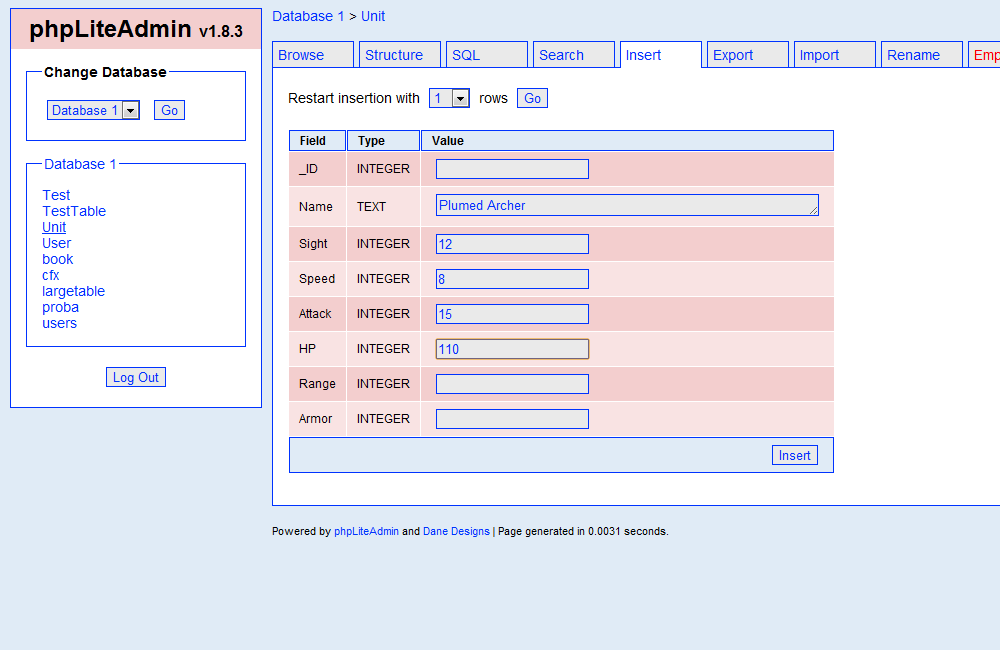 phpLiteAdmin v1.8.3
Change Database
Database 1 Go
Database 1
Test
TestTable
Unit
User
book
cfx
largetable
proba
users
Log Out
Database 1 > Unit
Browse Structure SQL Search Insert Export Import Rename Emp
Restart insertion with 1 rows Go
Field Type Value
_ID INTEGER
Name TEXT Plumed Archer
Sight INTEGER 12
Speed INTEGER 8
Attack INTEGER 15
HP INTEGER 110
Range INTEGER
Armor INTEGER
Insert
Powered by phpLiteAdmin and Dane Designs | Page generated in 0.0031 seconds.